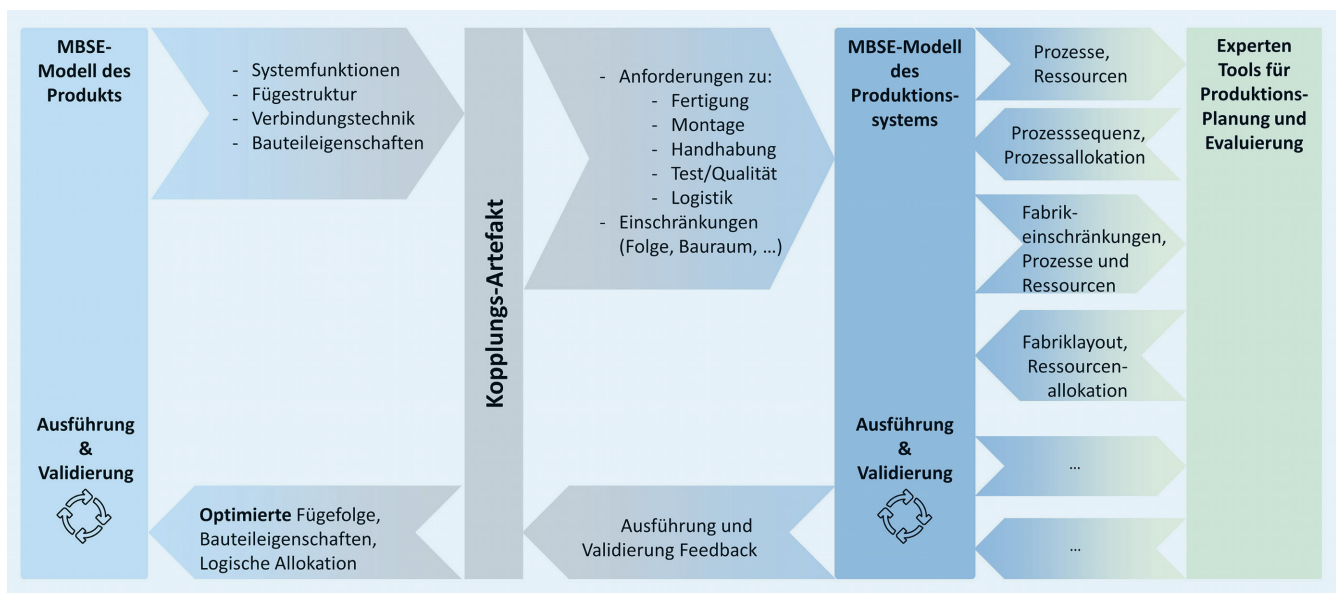 MBSE-
Modell des
Produkts
Ausführung
&
Validierung
- Systemfunktionen
- Fügestruktur
- Verbindungstechnik
- Bauteileigenschaften
Optimierte Fügefolge,
Bauteileigenschaften,
Logische Allokation
Kopplungs-Artefakt
- Anforderungen zu:
- Fertigung
- Montage
- Handhabung
- Test/Qualität
- Logistik
- Einschränkungen
(Folge, Bauraum, ...)
Ausführung und
Validierung Feedback
MBSE-Modell
des
Produktions-
systems
Ausführung
&
Validierung
Prozesse,
Ressourcen
Prozesssequenz,
Prozessallokation
Fabrik-
einschränkungen,
Prozesse und
Ressourcen
Fabriklayout,
Ressourcen-
allokation
...
...
Experten
Tools für
Produktions-
Planung und
Evaluierung